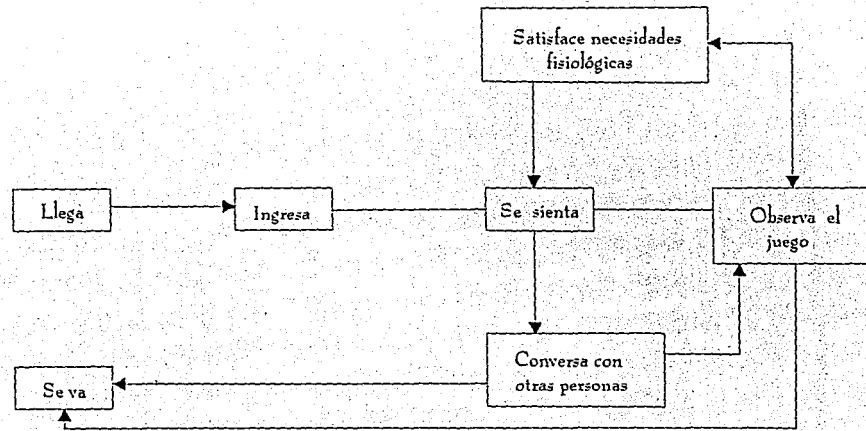 Satisface necesidades
fisiológicas
Llega
Ingresa
Se sienta
Observa el
juego
Conversa con
otras personas
Se va